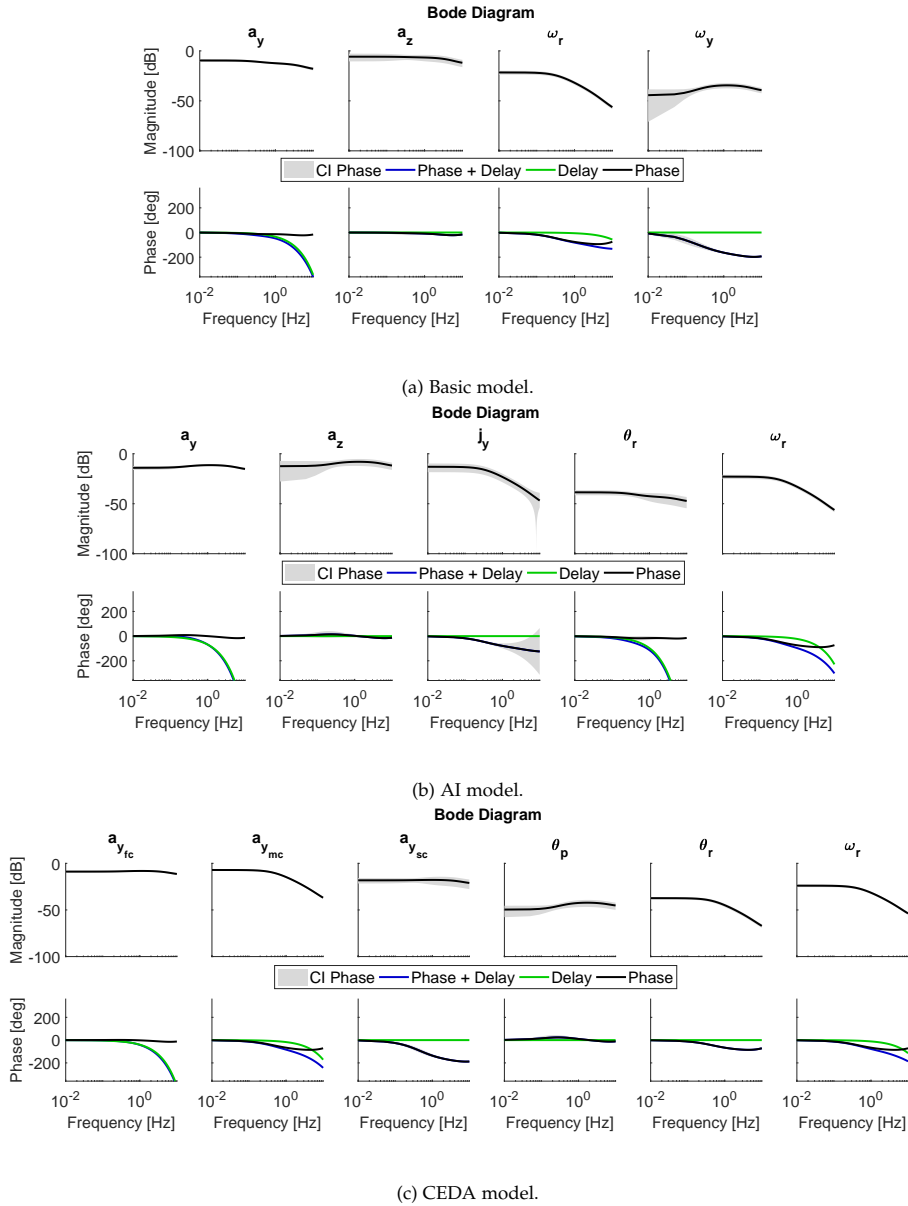 Bode Diagram
a_y a_z ω_r ω_y
Magnitude [dB]
0
-50
-100
CI Phase Phase + Delay Delay Phase
Phase [deg]
200
0
-200
10^-2 10^0 10^-2 10^0 10^-2 10^0 10^-2 10^0
Frequency [Hz] Frequency [Hz] Frequency [Hz] Frequency [Hz]
(a) Basic model.
Bode Diagram
a_y a_z j_y θ_r ω_r
Magnitude [dB]
0
-50
-100
CI Phase Phase + Delay Delay Phase
Phase [deg]
200
0
-200
10^-2 10^0 10^-2 10^0 10^-2 10^0 10^-2 10^0 10^-2 10^0
Frequency [Hz] Frequency [Hz] Frequency [Hz] Frequency [Hz] Frequency [Hz]
(b) AI model.
Bode Diagram
a_y_fc a_y_mc a_y_sc θ_p θ_r ω_r
Magnitude [dB]
0
-50
-100
CI Phase Phase + Delay Delay Phase
Phase [deg]
200
0
-200
10^-2 10^0 10^-2 10^0 10^-2 10^0 10^-2 10^0 10^-2 10^0 10^-2 10^0
Frequency [Hz] Frequency [Hz] Frequency [Hz] Frequency [Hz] Frequency [Hz] Frequency [Hz]
(c) CEDA model.